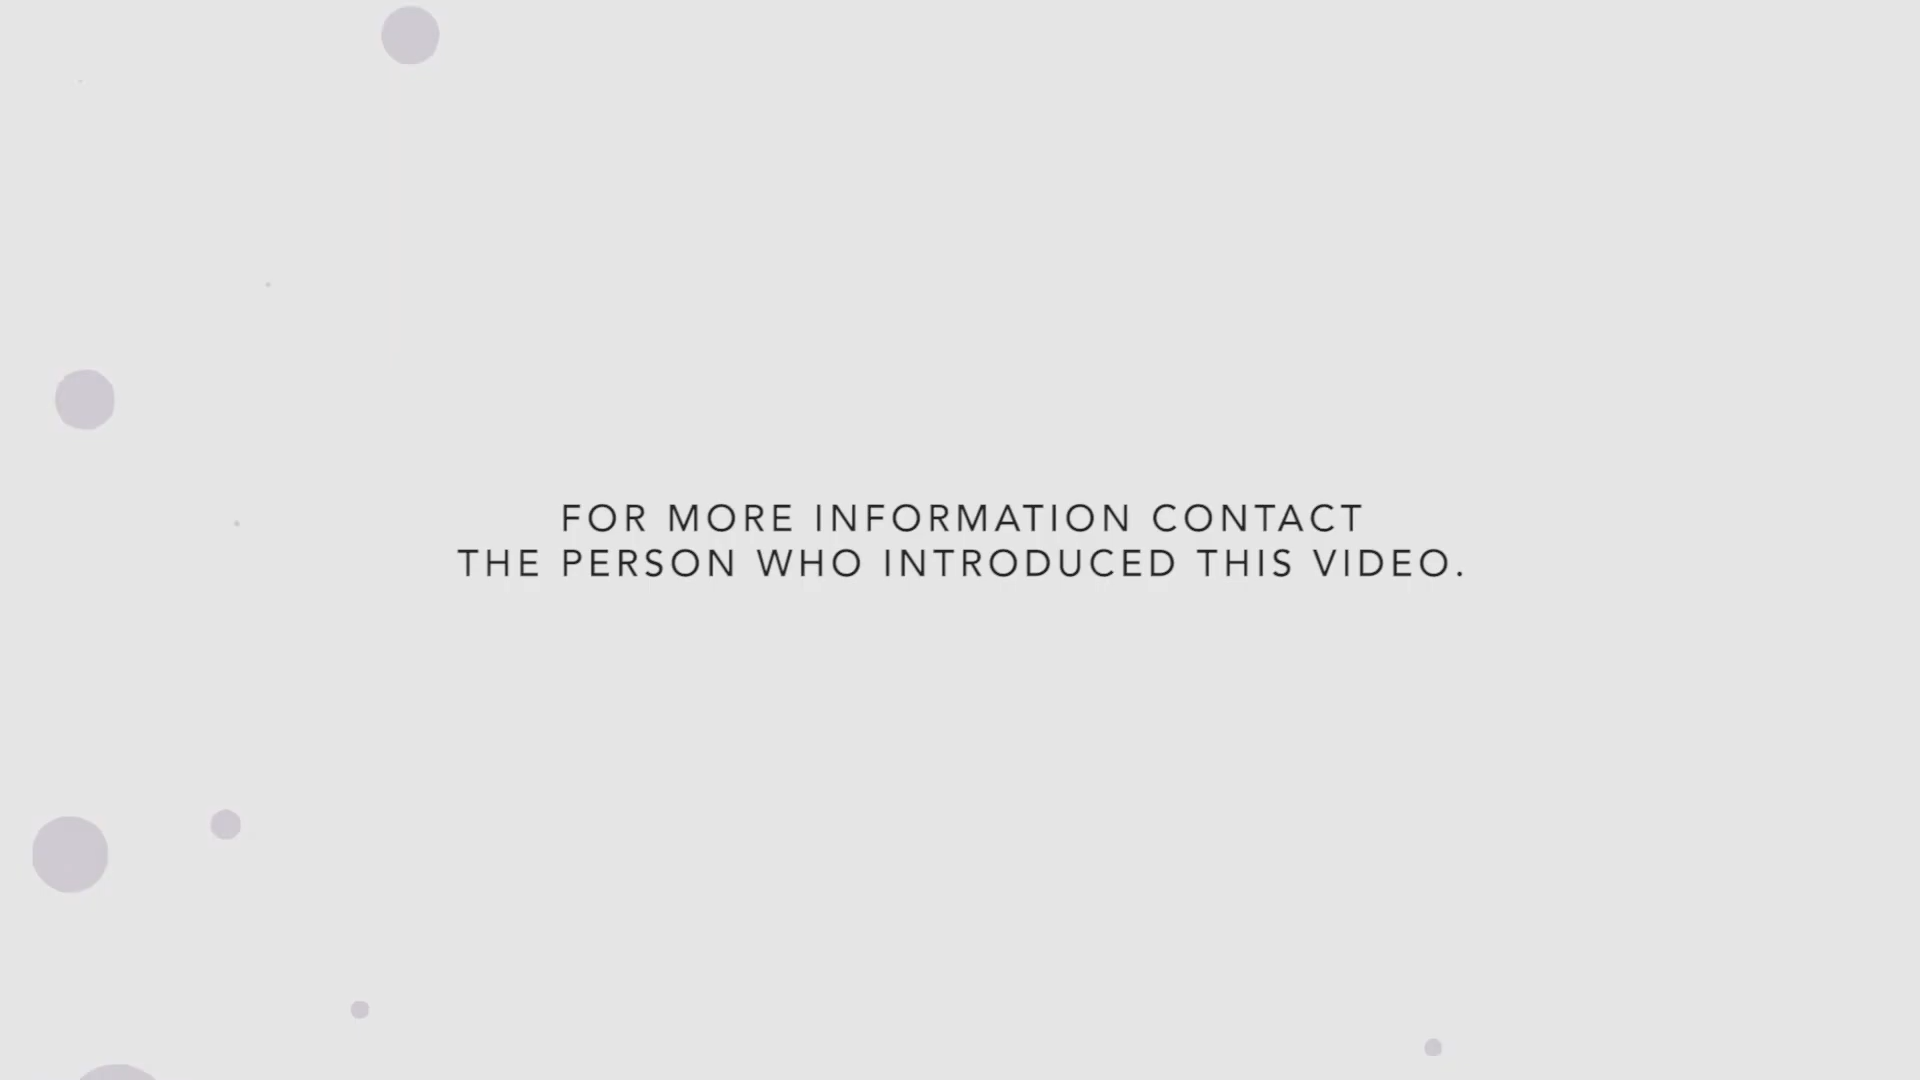 FOR MORE INFORMATION CONTACT
THE PERSON WHO INTRODUCED THIS VIDEO.